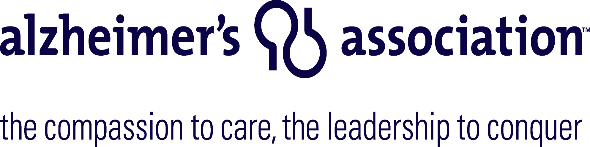 alzheimer's association™
the compassion to care, the leadership to conquer